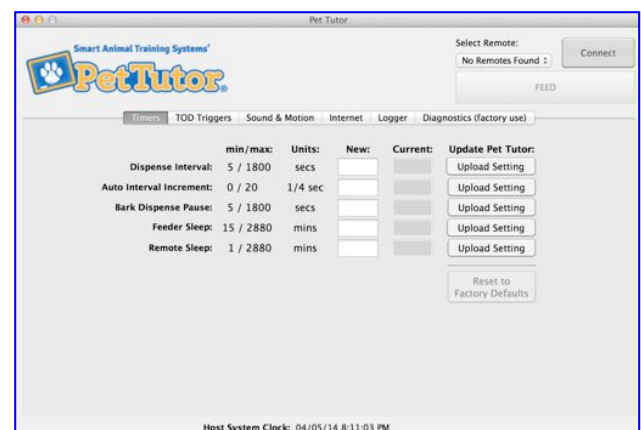 Pet Tutor
Smart Animal Training Systems'
PetTutor®
Select Remote:
No Remotes Found
Connect
FEED
Timers TOD Triggers Sound & Motion Internet Logger Diagnostics (factory use)
min/max: Units: New: Current: Update Pet Tutor:
Dispense Interval: 5 / 1800 secs Upload Setting
Auto Interval Increment: 0 / 20 1/4 sec Upload Setting
Bark Dispense Pause: 5 / 1800 secs Upload Setting
Feeder Sleep: 15 / 2880 mins Upload Setting
Remote Sleep: 1 / 2880 mins Upload Setting
Reset to
Factory Defaults
Host System Clock: 04/05/14 8:11:03 PM